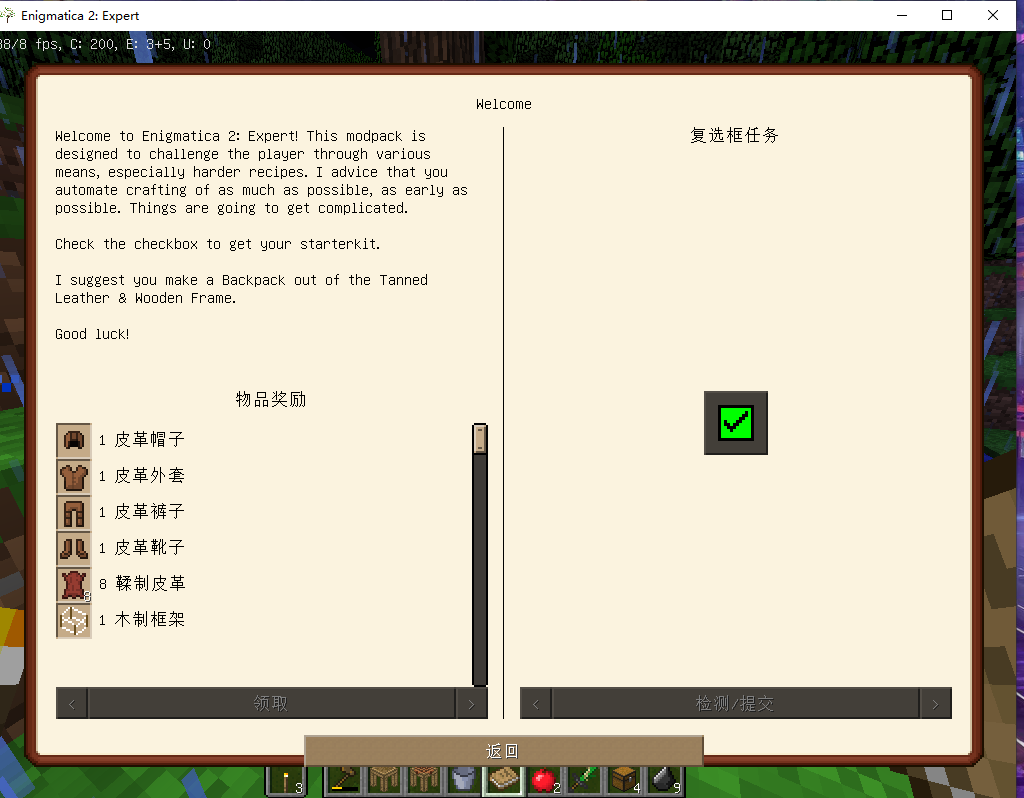 Enigmatica 2: Expert
38/8 fps, C: 200, E: 3+5, U: 0
Welcome
Welcome to Enigmatica 2: Expert! This modpack is
designed to challenge the player through various
means, especially harder recipes. I advice that you
automate crafting of as much as possible, as early as
possible. Things are going to get complicated.
Check the checkbox to get your starterkit.
I suggest you make a Backpack out of the Tanned
Leather & Wooden Frame.
Good luck!
物品奖励
1 皮革帽子
1 皮革外套
1 皮革裤子
1 皮革靴子
8
8 鞣制皮革
1 木制框架
< 领取 >
复选框任务
< 检测/提交 >
返回
3
2
4
9